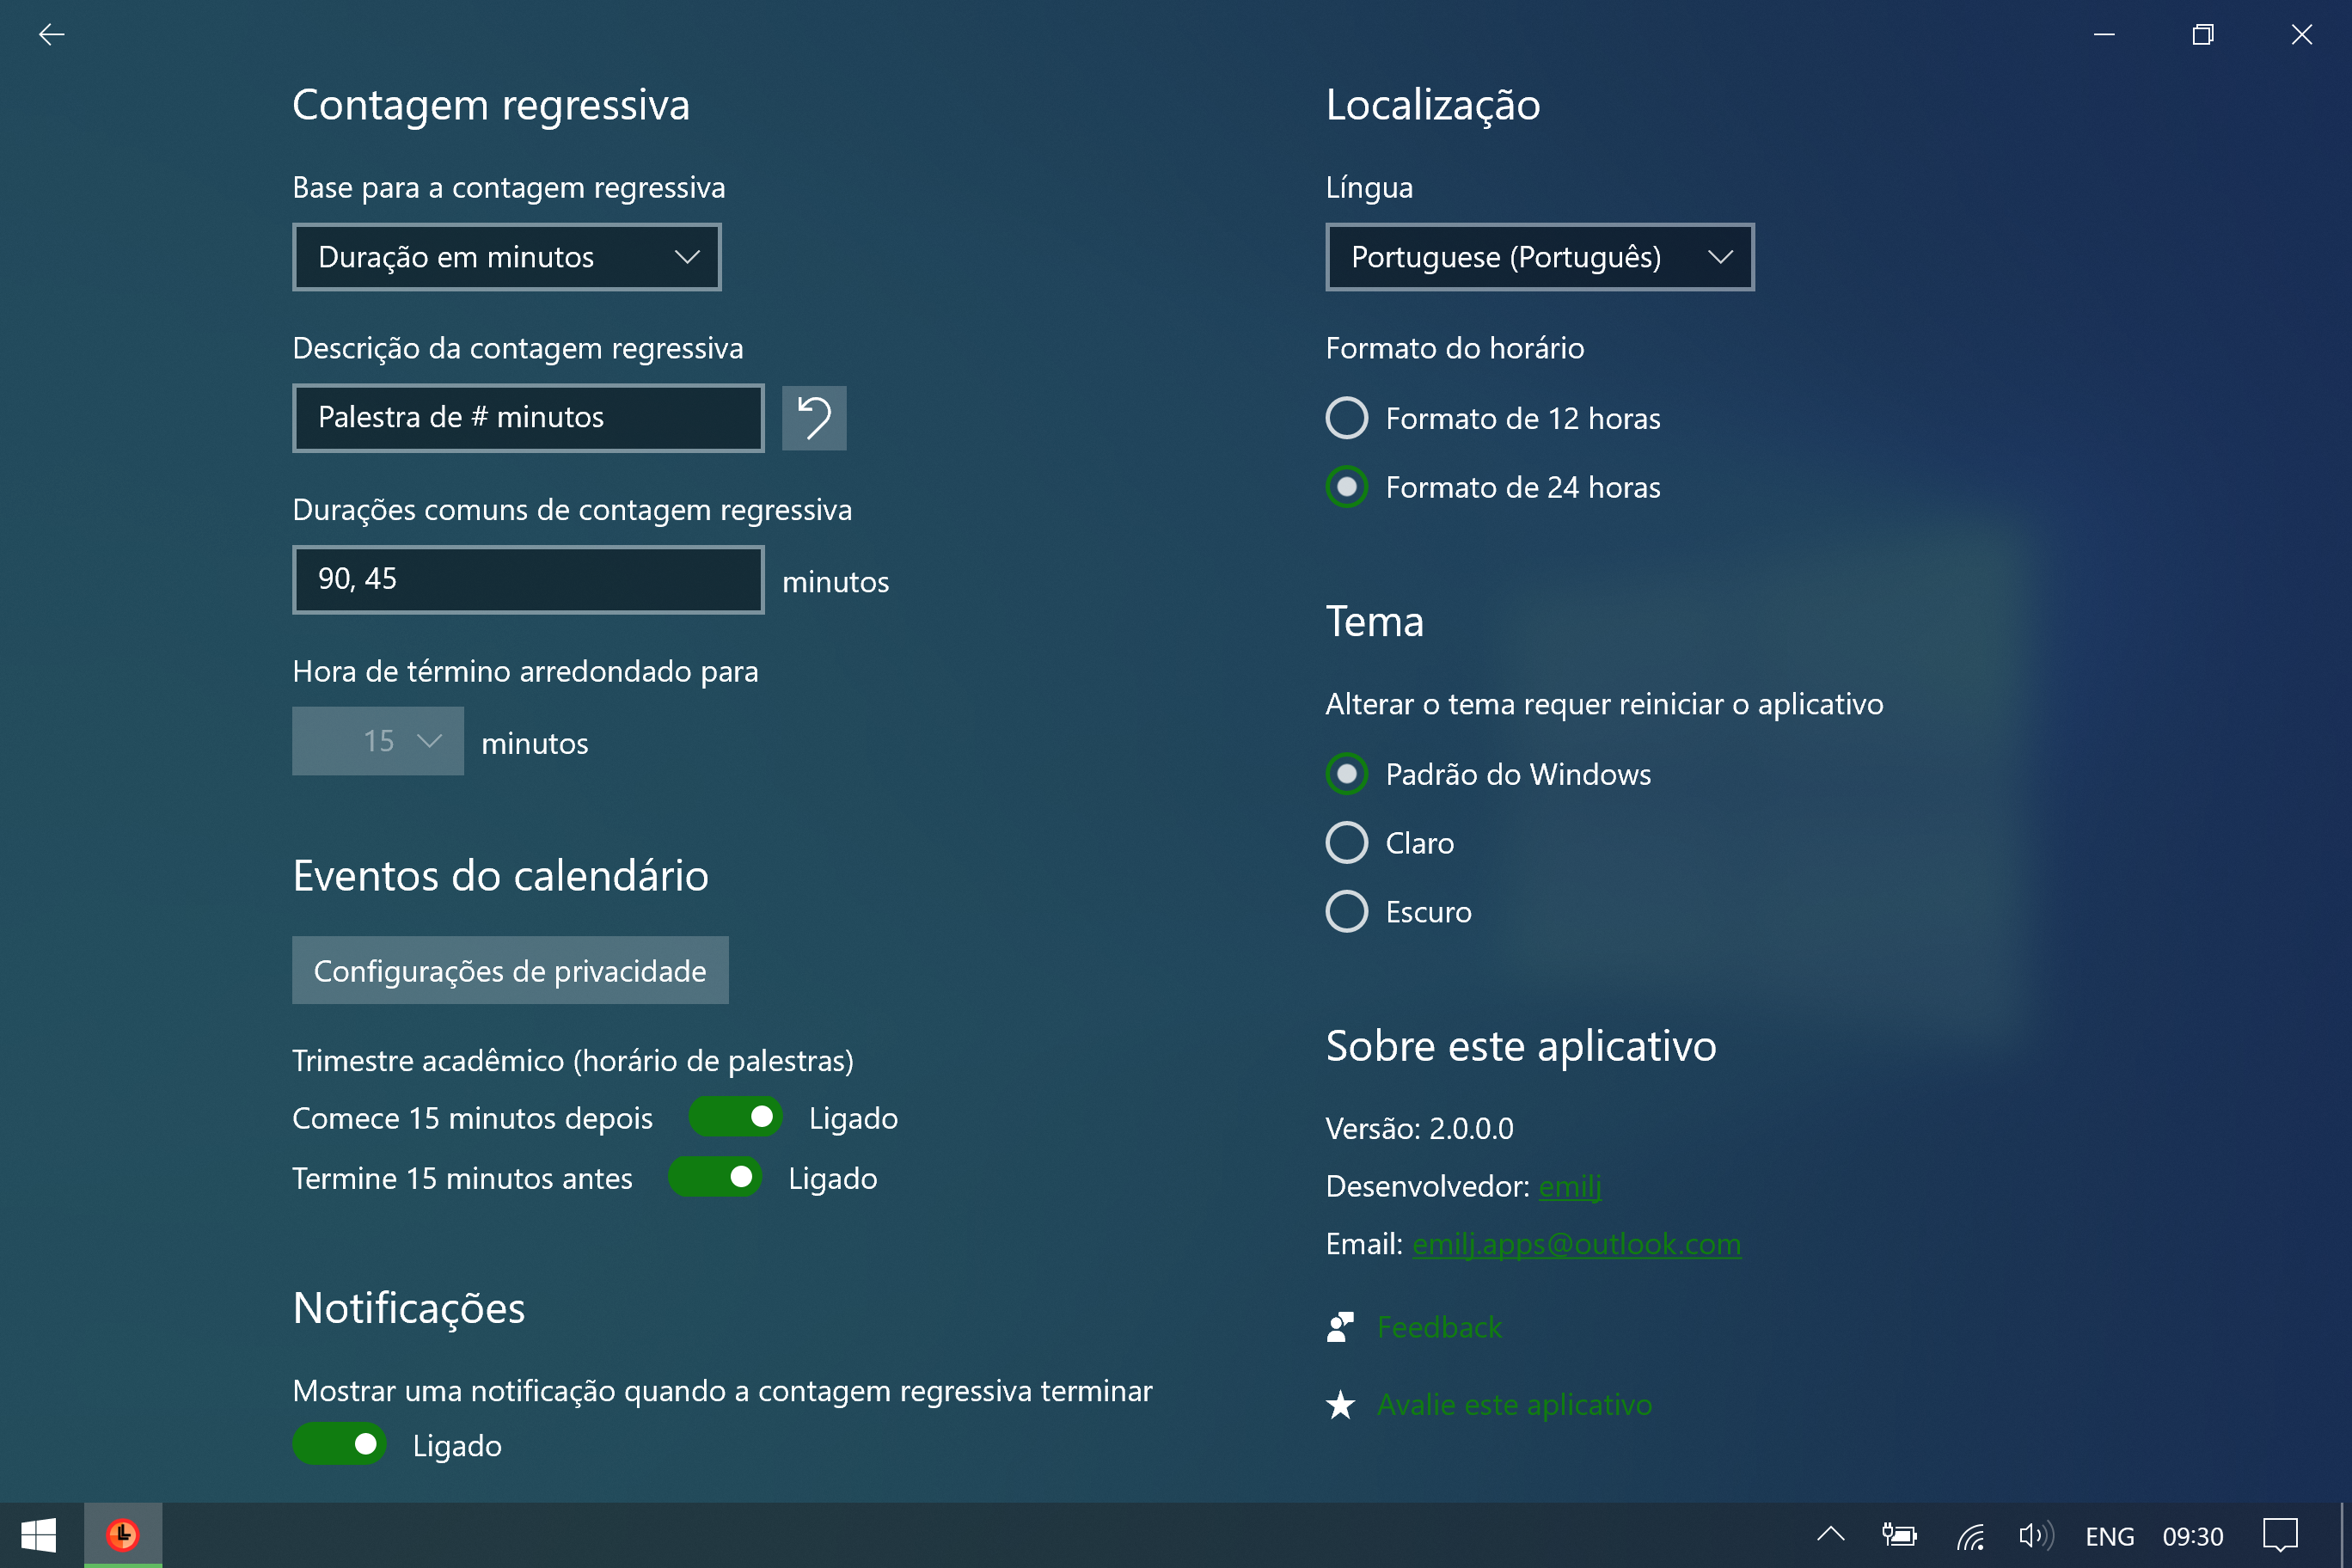 Contagem regressiva
Base para a contagem regressiva
Duração em minutos
Descrição da contagem regressiva
Palestra de # minutos
Durações comuns de contagem regressiva
90, 45
minutos
Hora de término arredondado para
15
minutos
Eventos do calendário
Configurações de privacidade
Trimestre acadêmico (horário de palestras)
Comece 15 minutos depois
Ligado
Termine 15 minutos antes
Ligado
Notificações
Mostrar uma notificação quando a contagem regressiva terminar
Ligado
Localização
Língua
Portuguese (Português)
Formato do horário
Formato de 12 horas
Formato de 24 horas
Tema
Alterar o tema requer reiniciar o aplicativo
Padrão do Windows
Claro
Escuro
Sobre este aplicativo
Versão: 2.0.0.0
Desenvolvedor: emilj
Email: emilj.apps@outlook.com
Feedback
Avalie este aplicativo
ENG
09:30